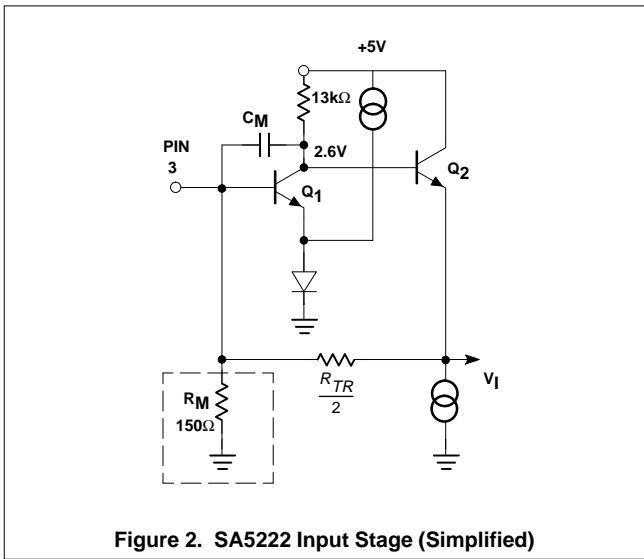 +5V
13kΩ
CM
PIN
3
2.6V
Q1
Q2
RTR
2
VI
RM
150Ω
Figure 2. SA5222 Input Stage (Simplified)